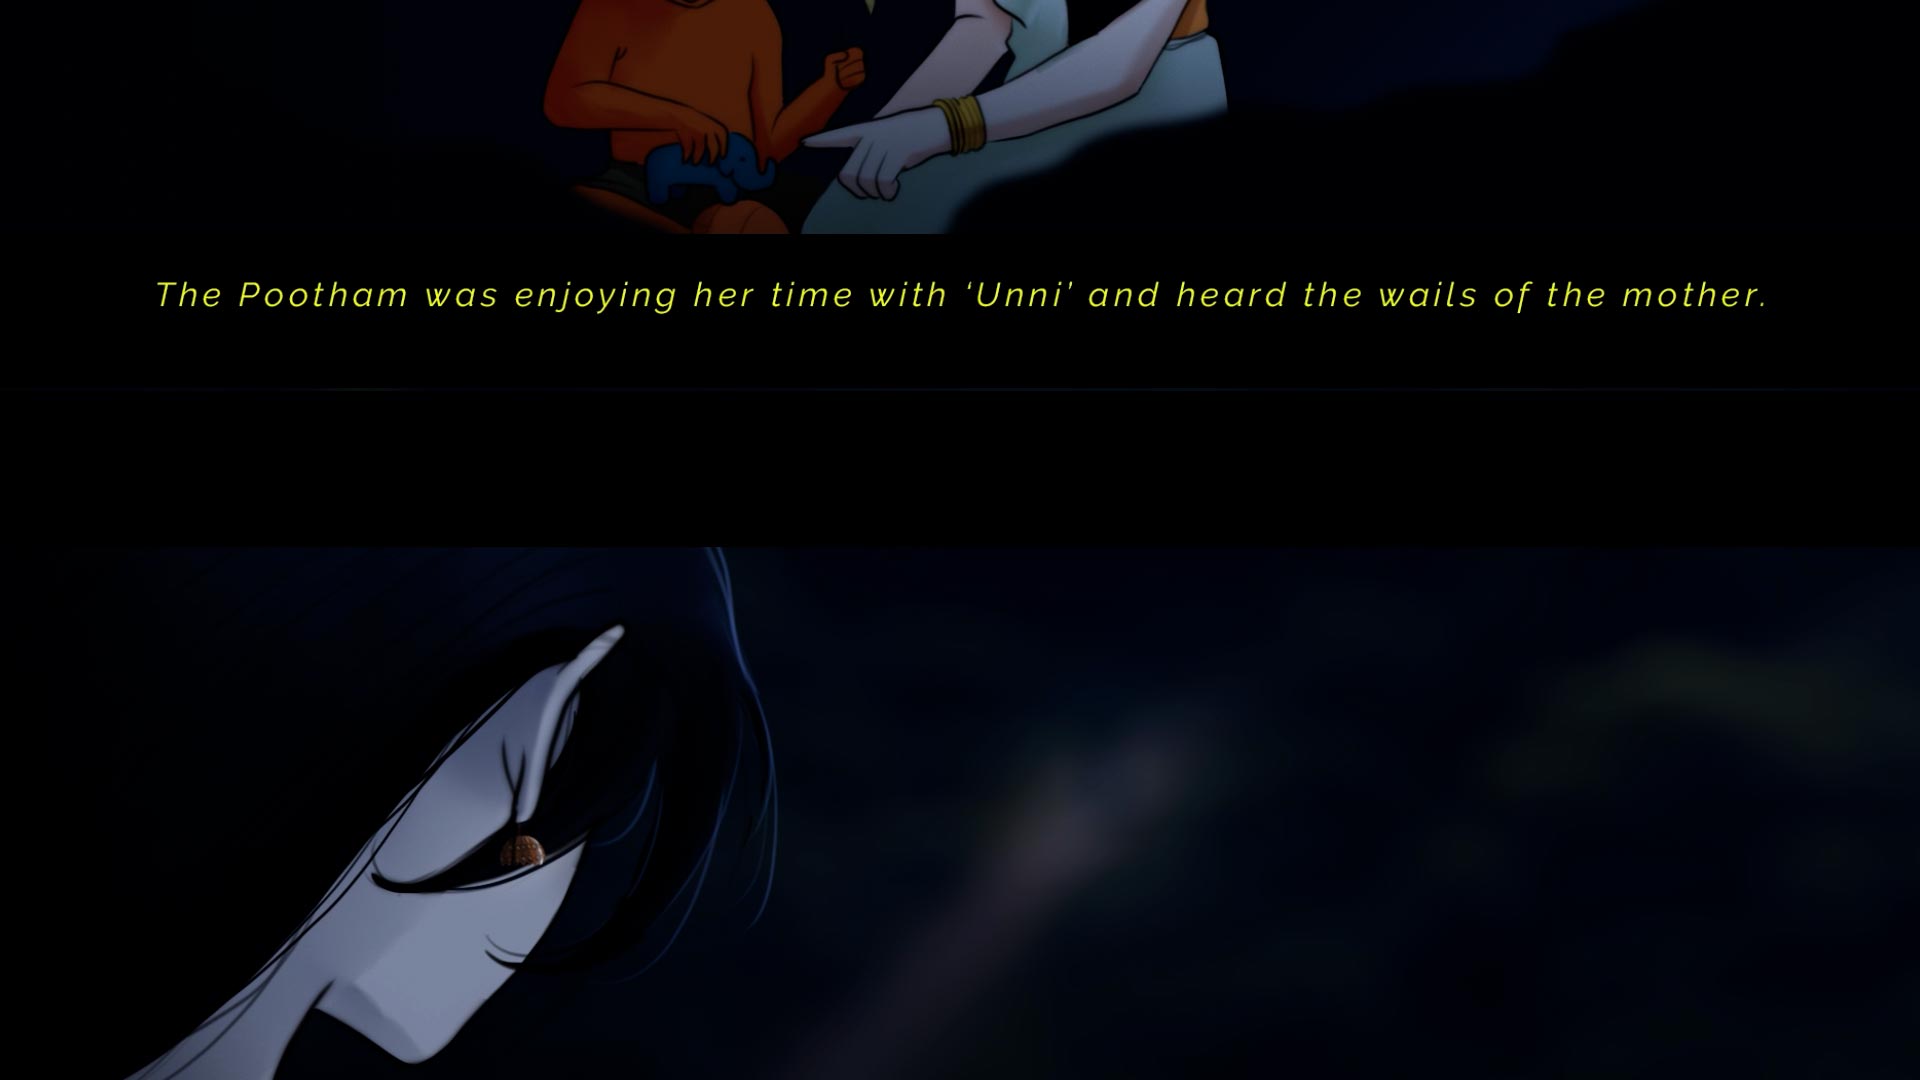 The Pootham was enjoying her time with ‘Unni’ and heard the wails of the mother.